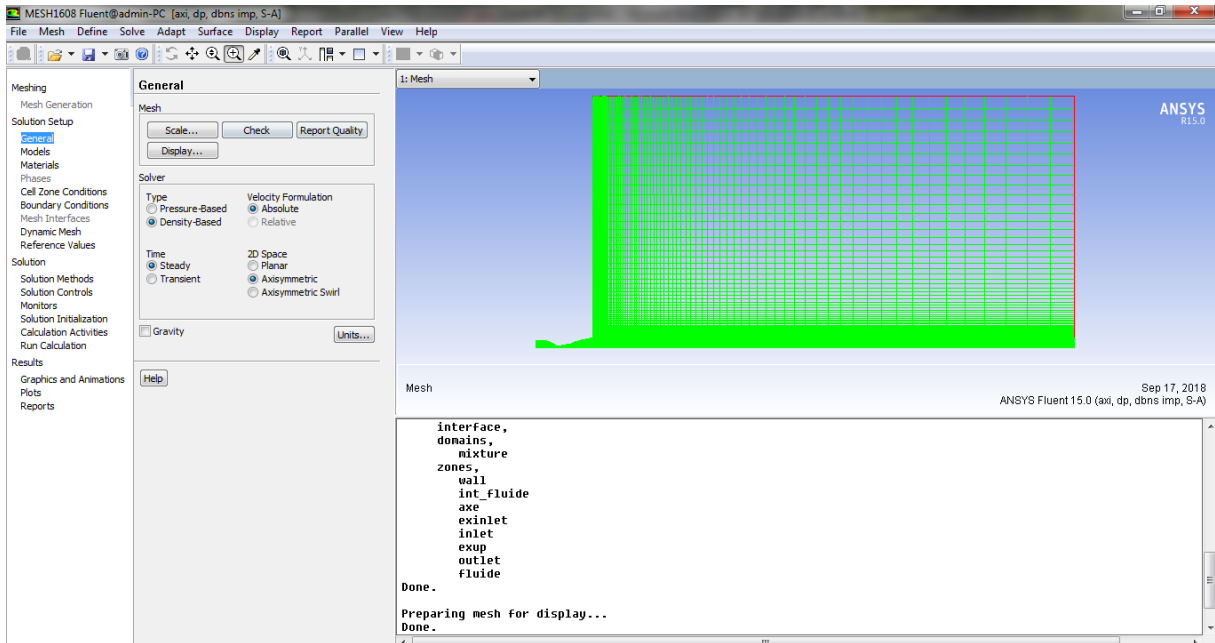 MESH1608 Fluent@admin-PC [axi, dp, dbns imp, S-A]
File Mesh Define Solve Adapt Surface Display Report Parallel View Help
Meshing
Mesh Generation
Solution Setup
General
Models
Materials
Phases
Cell Zone Conditions
Boundary Conditions
Mesh Interfaces
Dynamic Mesh
Reference Values
Solution
Solution Methods
Solution Controls
Monitors
Solution Initialization
Calculation Activities
Run Calculation
Results
Graphics and Animations
Plots
Reports
General
Mesh
Scale... Check Report Quality
Display...
Solver
Type Velocity Formulation
Pressure-Based Absolute
Density-Based Relative
Time 2D Space
Steady Planar
Transient Axisymmetric
Axisymmetric Swirl
Gravity Units...
Help
1: Mesh
ANSYS
R15.0
Mesh Sep 17, 2018
ANSYS Fluent 15.0 (axi, dp, dbns imp, S-A)
interface,
domains,
mixture
zones,
wall
int_fluide
axe
exinlet
inlet
exup
outlet
fluide
Done.
Preparing mesh for display...
Done.